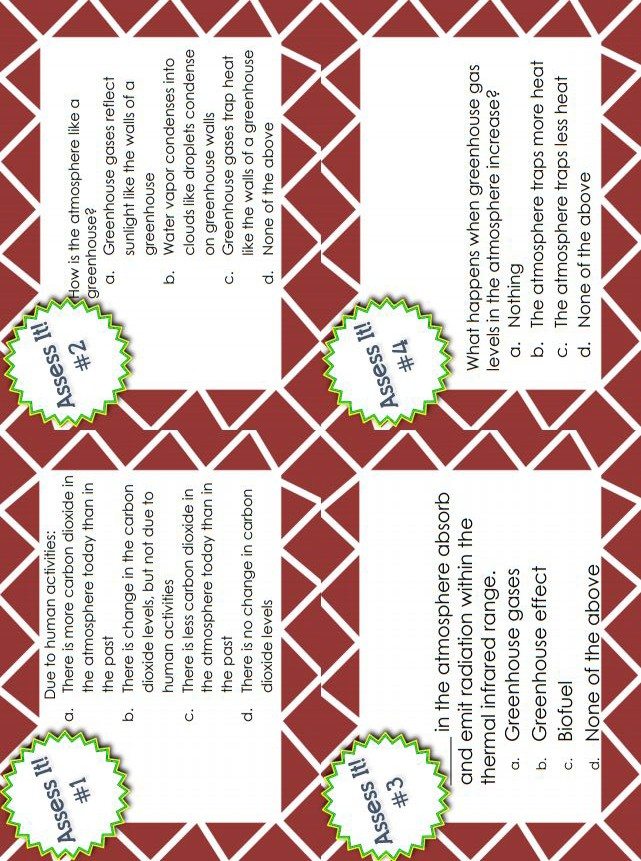 Assess It!
#1
Due to human activities:
a. There is more carbon dioxide in
the atmosphere today than in
the past
b. There is change in the carbon
dioxide levels, but not due to
human activities
c. There is less carbon dioxide in
the atmosphere today than in
the past
d. There is no change in carbon
dioxide levels
Assess It!
#2
How is the atmosphere like a
greenhouse?
a. Greenhouse gases reflect
sunlight like the walls of a
greenhouse
b. Water vapor condenses into
clouds like droplets condense
on greenhouse walls
c. Greenhouse gases trap heat
like the walls of a greenhouse
d. None of the above
Assess It!
#3
______ in the atmosphere absorb
and emit radiation within the
thermal infrared range.
a. Greenhouse gases
b. Greenhouse effect
c. Biofuel
d. None of the above
Assess It!
#4
What happens when greenhouse gas
levels in the atmosphere increase?
a. Nothing
b. The atmosphere traps more heat
c. The atmosphere traps less heat
d. None of the above